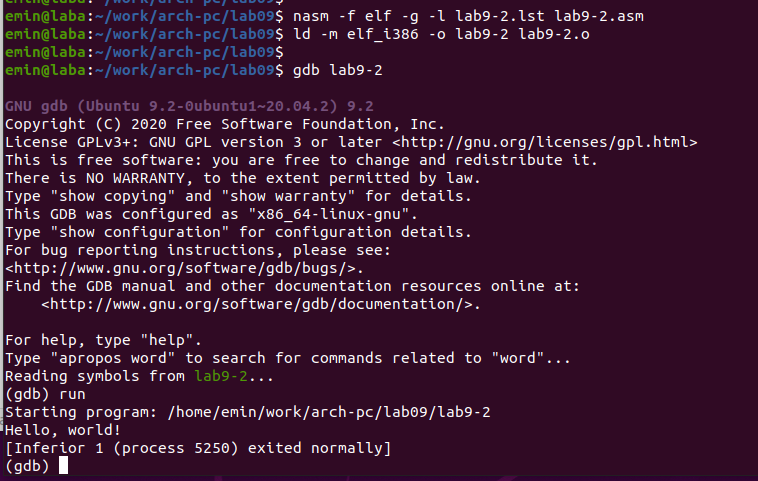 emin@laba:~/work/arch-pc/lab09$ nasm -f elf -g -l lab9-2.lst lab9-2.asm
emin@laba:~/work/arch-pc/lab09$ ld -m elf_i386 -o lab9-2 lab9-2.o
emin@laba:~/work/arch-pc/lab09$
emin@laba:~/work/arch-pc/lab09$ gdb lab9-2

GNU gdb (Ubuntu 9.2-0ubuntu1~20.04.2) 9.2
Copyright (C) 2020 Free Software Foundation, Inc.
License GPLv3+: GNU GPL version 3 or later <http://gnu.org/licenses/gpl.html>
This is free software: you are free to change and redistribute it.
There is NO WARRANTY, to the extent permitted by law.
Type "show copying" and "show warranty" for details.
This GDB was configured as "x86_64-linux-gnu".
Type "show configuration" for configuration details.
For bug reporting instructions, please see:
<http://www.gnu.org/software/gdb/bugs/>.
Find the GDB manual and other documentation resources online at:
    <http://www.gnu.org/software/gdb/documentation/>.

For help, type "help".
Type "apropos word" to search for commands related to "word"...
Reading symbols from lab9-2...
(gdb) run
Starting program: /home/emin/work/arch-pc/lab09/lab9-2
Hello, world!
[Inferior 1 (process 5250) exited normally]
(gdb)